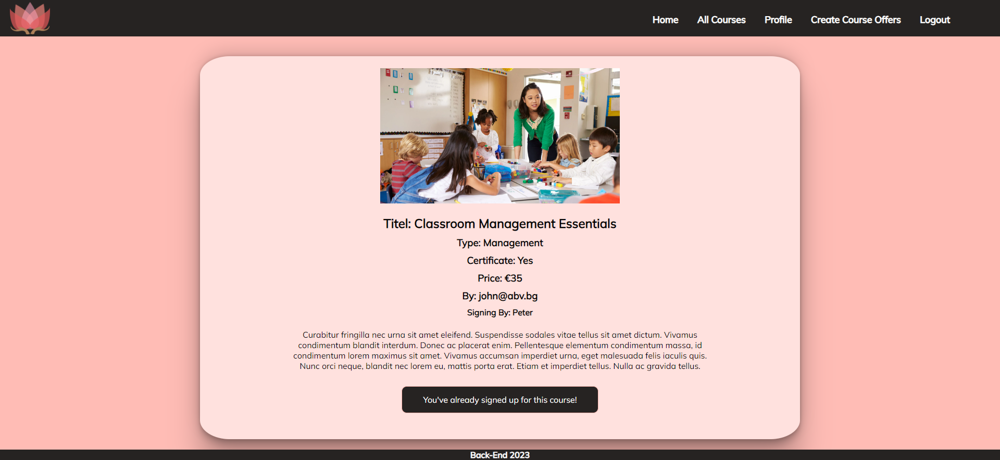 Home All Courses Profile Create Course Offers Logout
Titel: Classroom Management Essentials
Type: Management
Certificate: Yes
Price: €35
By: john@abv.bg
Signing By: Peter
Curabitur fringilla nec urna sit amet eleifend. Suspendisse sodales vitae tellus sit amet dictum. Vivamus
condimentum blandit interdum. Donec ac placerat enim. Pellentesque elementum condimentum massa, id
condimentum lorem maximus sit amet. Vivamus accumsan imperdiet urna, eget malesuada felis iaculis quis.
Nunc orci neque, blandit nec lorem eu, mattis porta erat. Etiam et imperdiet tellus. Nulla ac gravida tellus.
You've already signed up for this course!
Back-End 2023